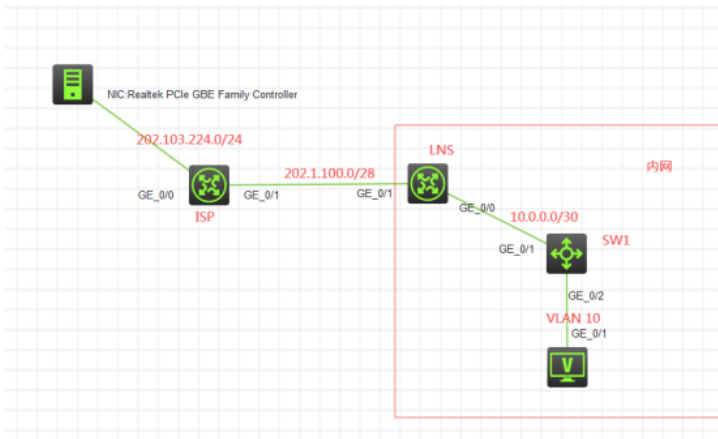 NIC:Realtek PCIe GBE Family Controller
202.103.224.0/24
LNS
内网
202.1.100.0/28
GE_0/0
GE_0/1
GE_0/1
ISP
GE_0/0
10.0.0.0/30
SW1
GE_0/1
GE_0/2
VLAN 10
GE_0/1
V